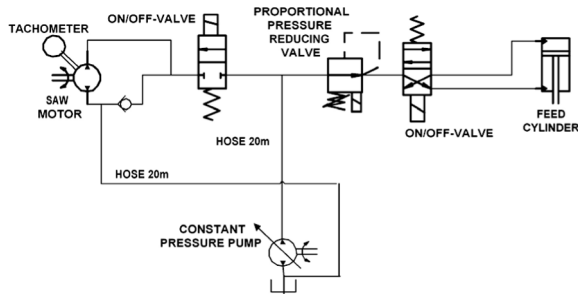 TACHOMETER
ON/OFF-VALVE
PROPORTIONAL
PRESSURE
REDUCING
VALVE
SAW
MOTOR
ON/OFF-VALVE
FEED
CYLINDER
HOSE 20m
HOSE 20m
CONSTANT
PRESSURE PUMP